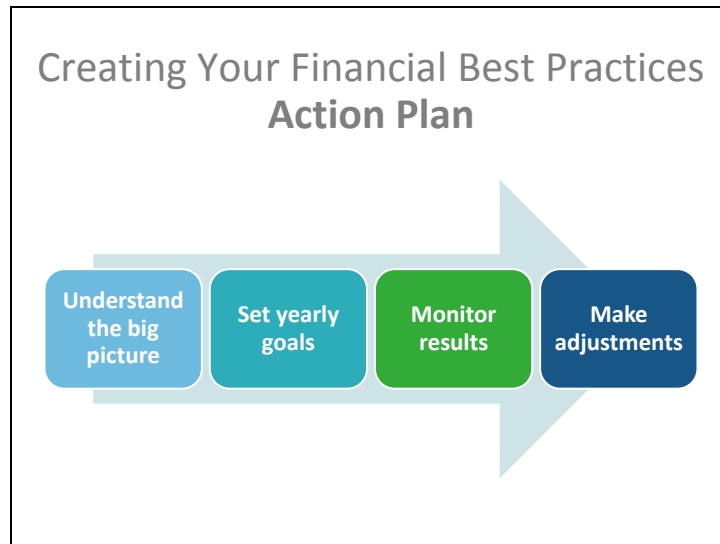 Creating Your Financial Best Practices
Action Plan
Understand
the big
picture
Set yearly
goals
Monitor
results
Make
adjustments